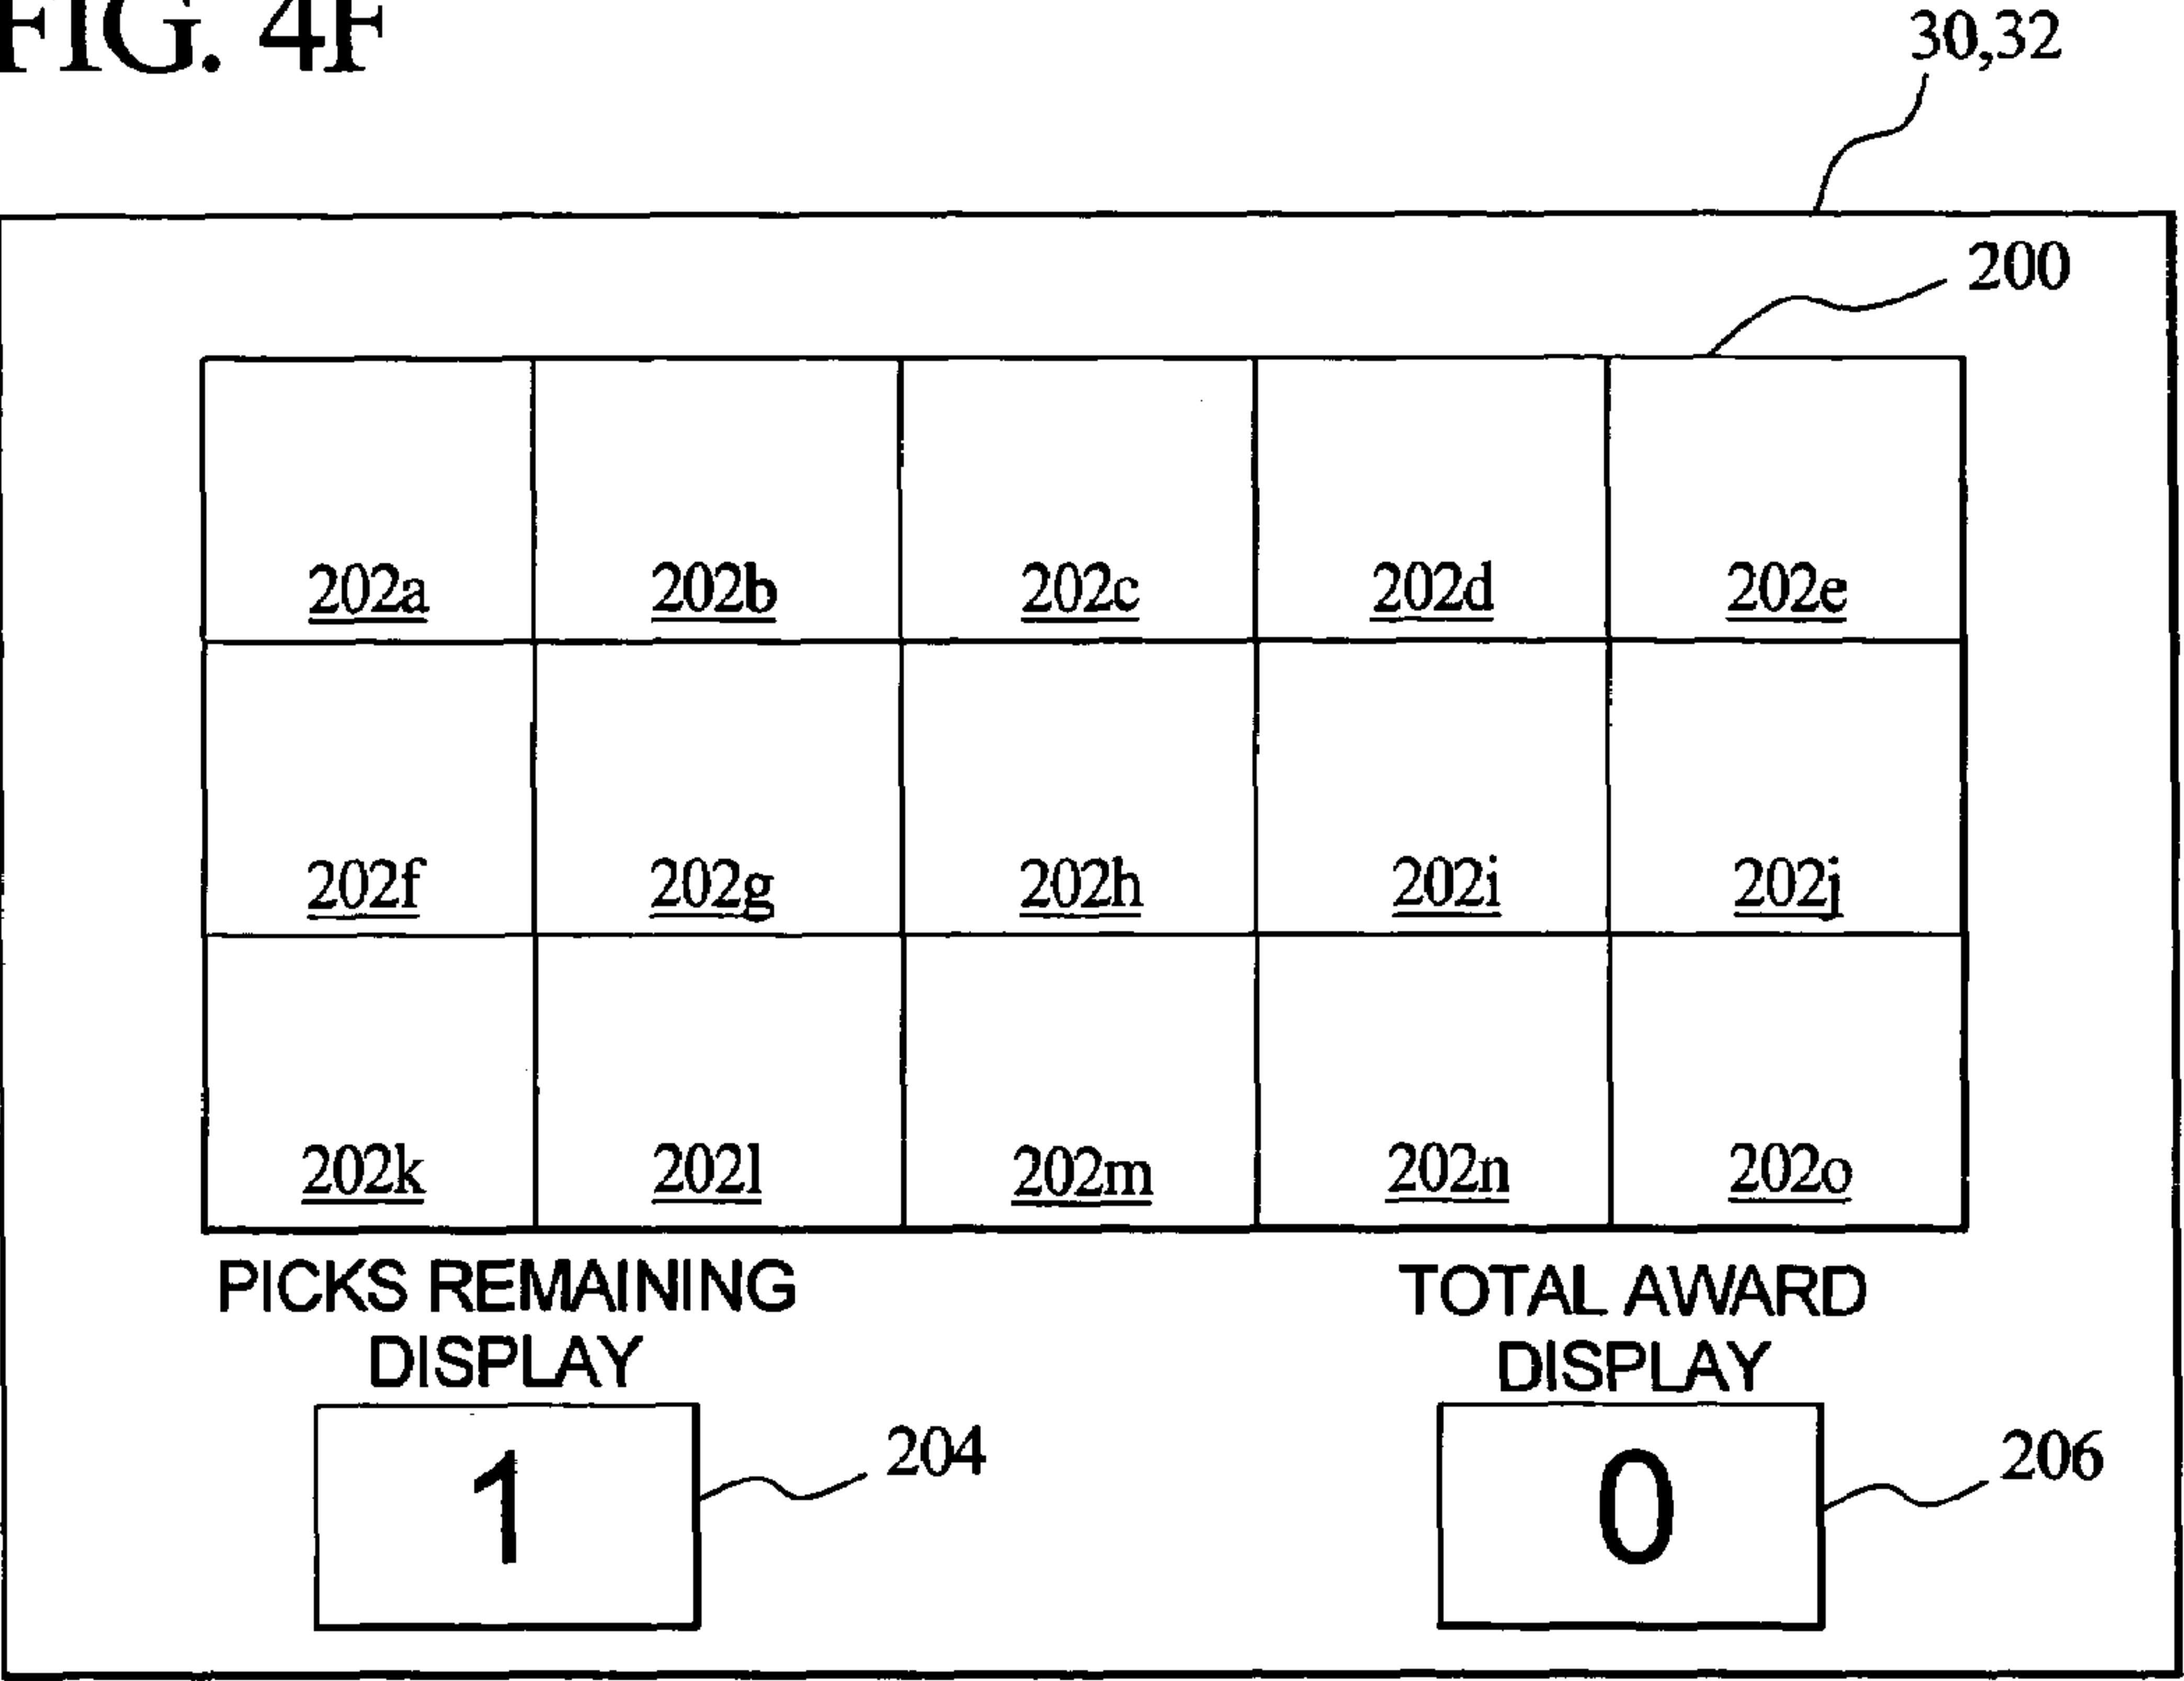 FIG. 4F
30,32
200
202a 202b 202c 202d 202e
202f 202g 202h 202i 202j
202k 202l 202m 202n 202o
PICKS REMAINING
DISPLAY
TOTAL AWARD
DISPLAY
1
204
0
206